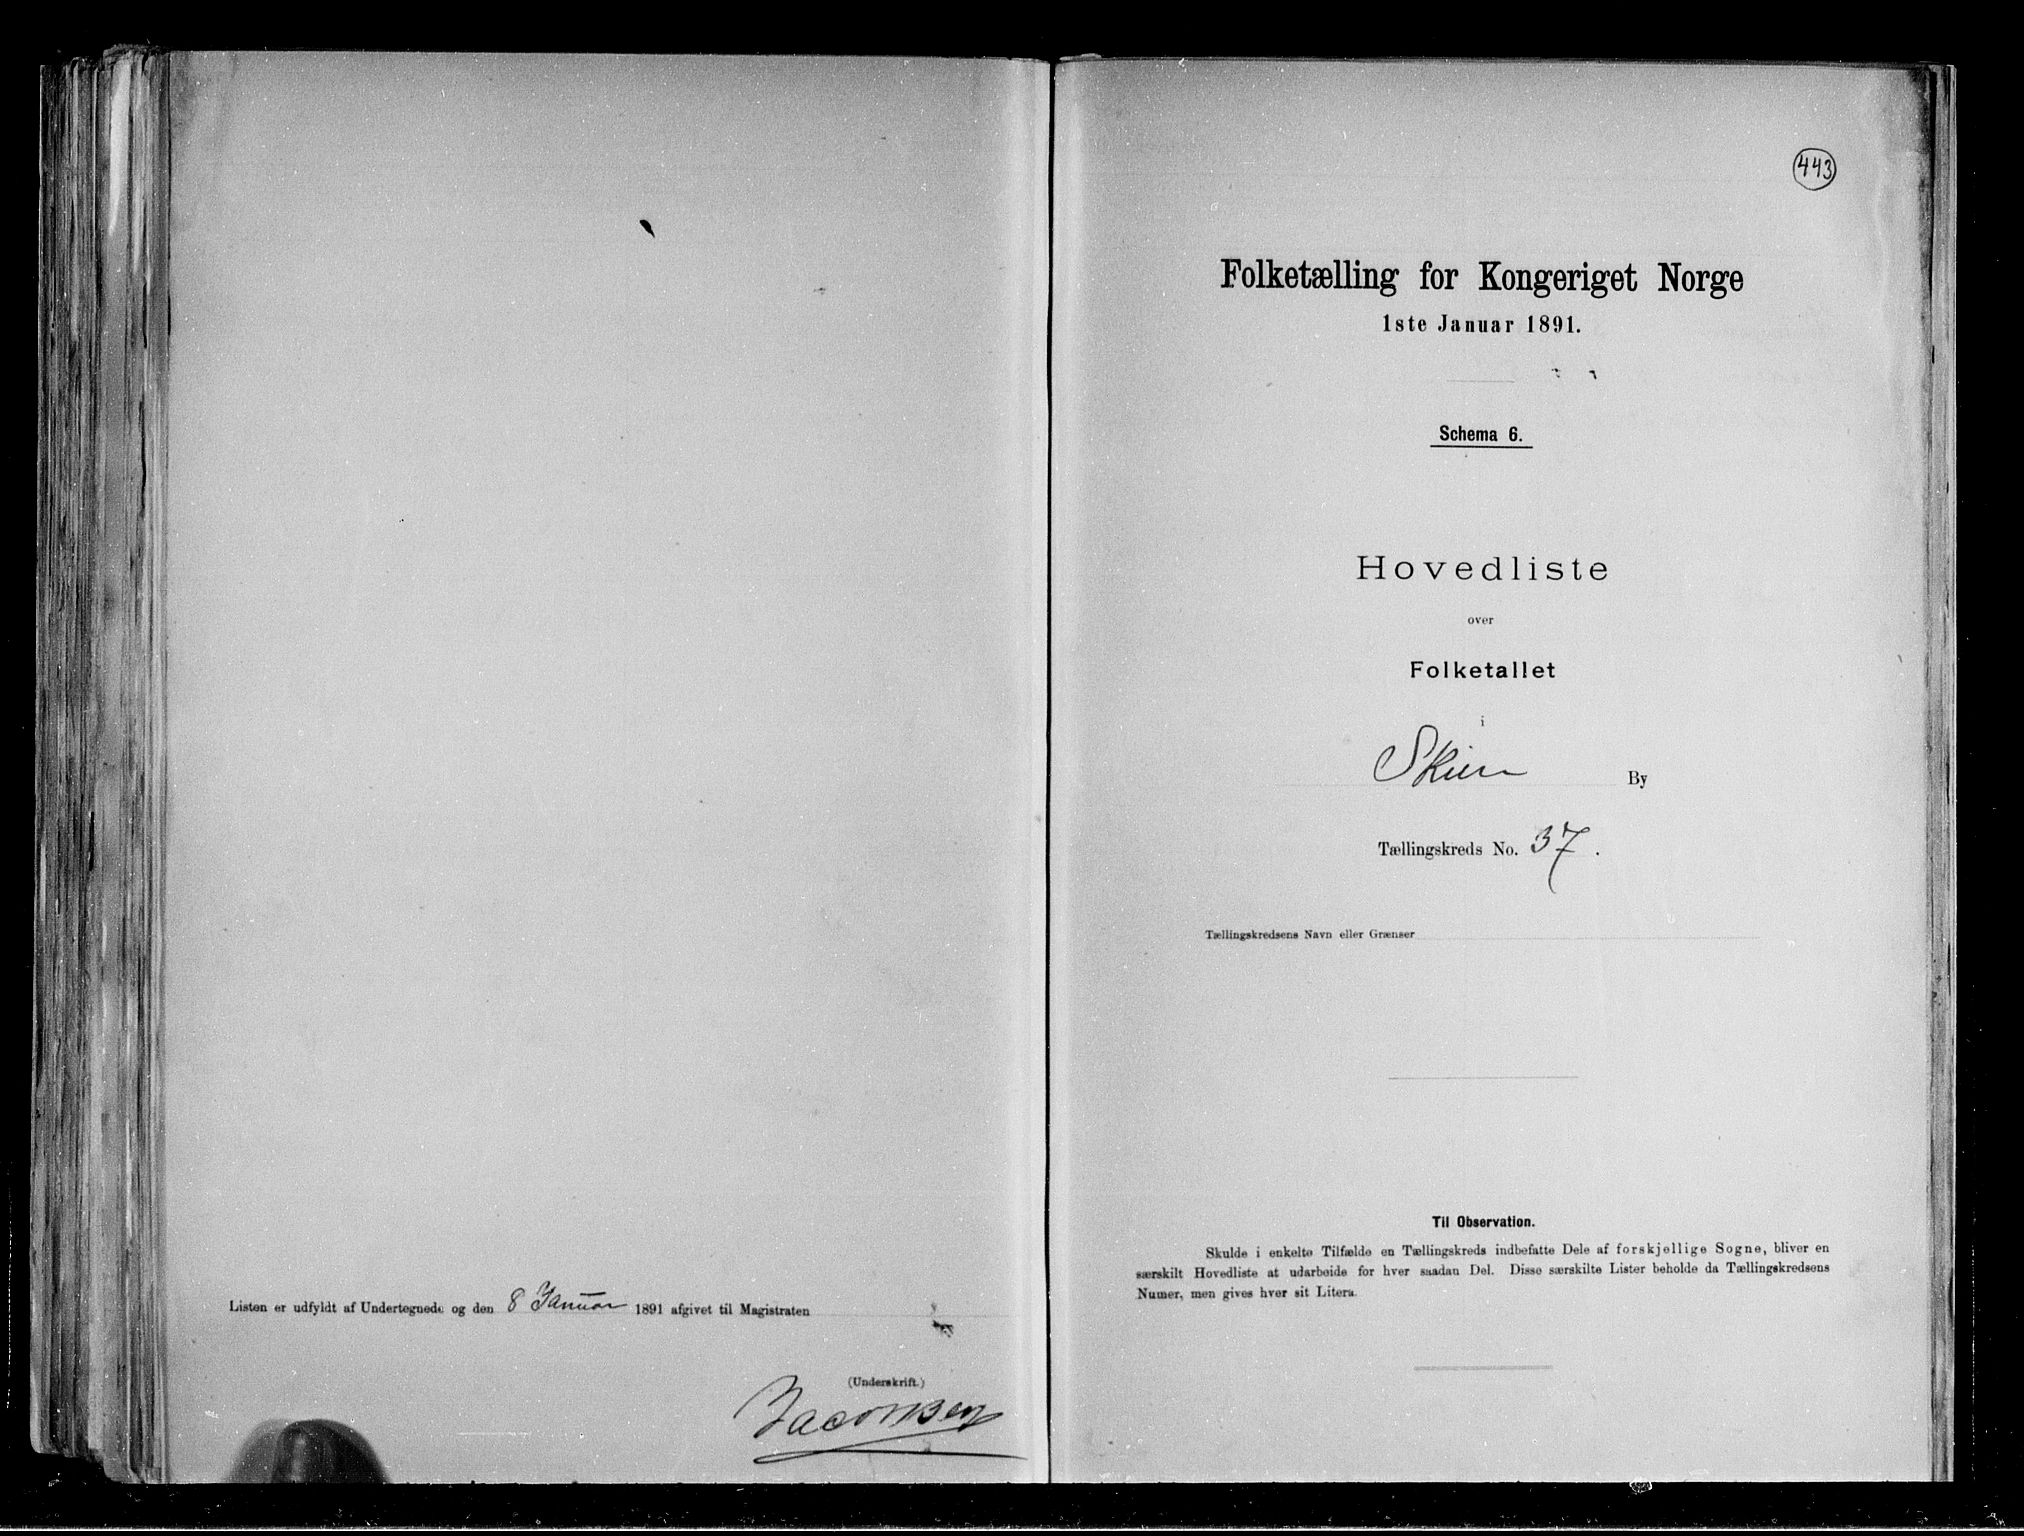 Listen er udfyldt af Undertegnede og den 8 Januar 1891 afgivet til Magistraten
(Underskrift.)
Jacobsen
443
Folketælling for Kongeriget Norge
1ste Januar 1891.
Schema 6.
Hovedliste
over
Folketallet
i
Skien By
Tællingskreds No. 37.
Tællingskredsens Navn eller Grænser
Til Observation.
Skulde i enkelte Tilfælde en Tællingskreds indbefatte Dele af forskjellige Sogne, bliver en
særskilt Hovedliste at udarbeide for hver saadan Del. Disse særskilte Lister beholde da Tællingskredsens
Numer, men gives hver sit Litera.